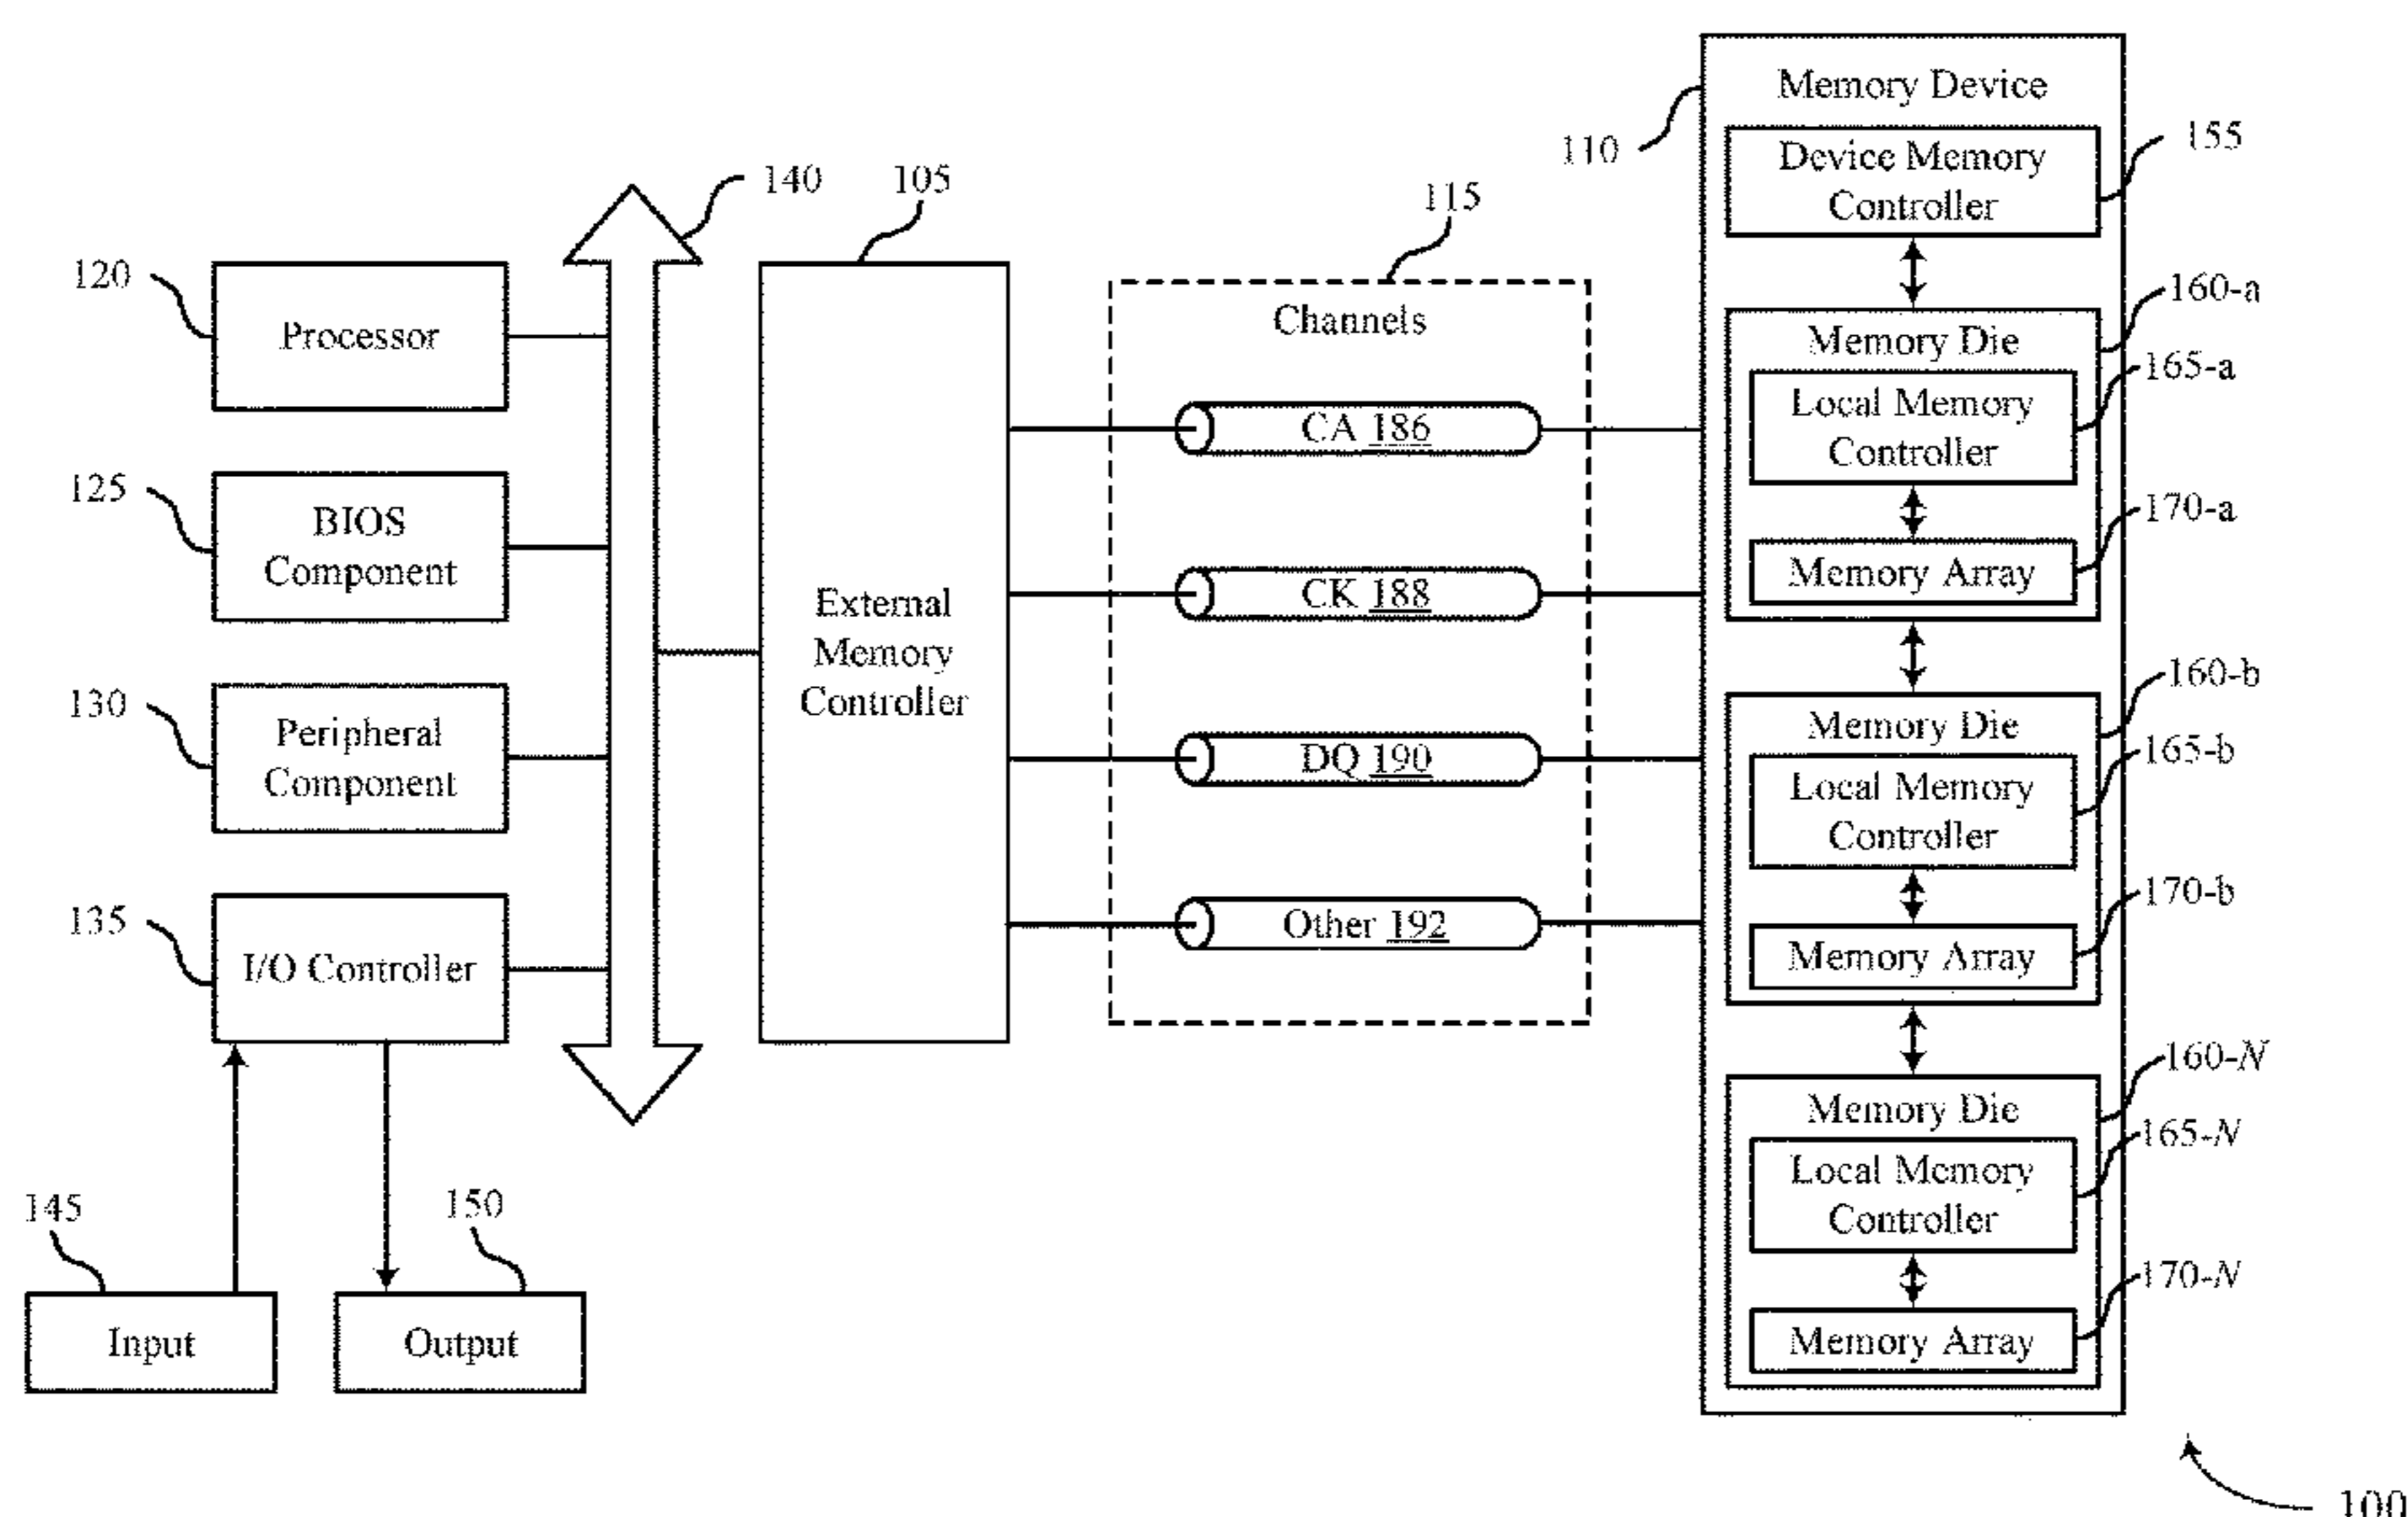 120
Processor
125
BIOS
Component
130
Peripheral
Component
135
I/O Controller
145
Input
150
Output
140
105
External
Memory
Controller
115
Channels
CA 186
CK 188
DQ 190
Other 192
110
Memory Device
Device Memory
Controller
155
160-a
Memory Die
165-a
Local Memory
Controller
170-a
Memory Array
160-b
Memory Die
165-b
Local Memory
Controller
170-b
Memory Array
160-N
Memory Die
165-N
Local Memory
Controller
170-N
Memory Array
100